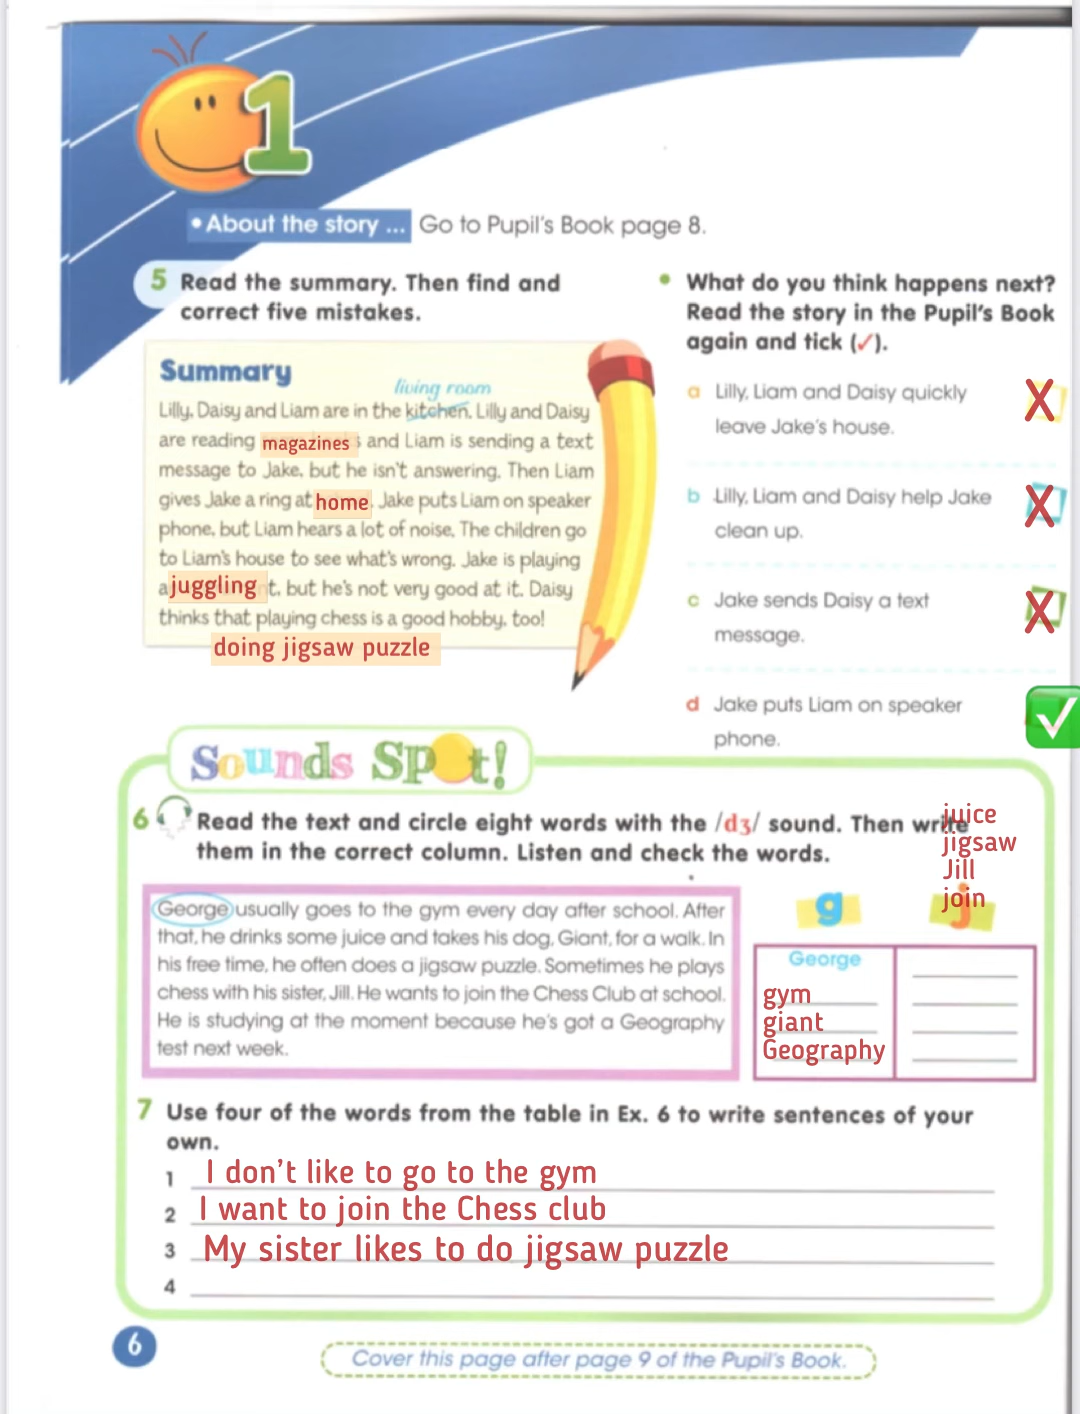 1
• About the story ... Go to Pupil's Book page 8.
5 Read the summary. Then find and
correct five mistakes.
Summary
living room
Lilly, Daisy and Liam are in the kitchen. Lilly and Daisy
are reading magazines s and Liam is sending a text
message to Jake, but he isn't answering. Then Liam
gives Jake a ring at home. Jake puts Liam on speaker
phone, but Liam hears a lot of noise. The children go
to Liam's house to see what's wrong. Jake is playing
a juggling t, but he's not very good at it. Daisy
thinks that playing chess is a good hobby, too!
doing jigsaw puzzle
• What do you think happens next?
Read the story in the Pupil's Book
again and tick (✓).
a Lilly, Liam and Daisy quickly
leave Jake's house.
b Lilly, Liam and Daisy help Jake
clean up.
c Jake sends Daisy a text
message.
d Jake puts Liam on speaker
phone.
Sounds Spot!
6 Read the text and circle eight words with the /dʒ/ sound. Then write
them in the correct column. Listen and check the words.
juice
jigsaw
Jill
join
George usually goes to the gym every day after school. After
that, he drinks some juice and takes his dog, Giant, for a walk. In
his free time, he often does a jigsaw puzzle. Sometimes he plays
chess with his sister, Jill. He wants to join the Chess Club at school.
He is studying at the moment because he's got a Geography
test next week.
g j
George
gym
giant
Geography
7 Use four of the words from the table in Ex. 6 to write sentences of your
own.
1 I don't like to go to the gym
2 I want to join the Chess club
3 My sister likes to do jigsaw puzzle
4
6
Cover this page after page 9 of the Pupil's Book.